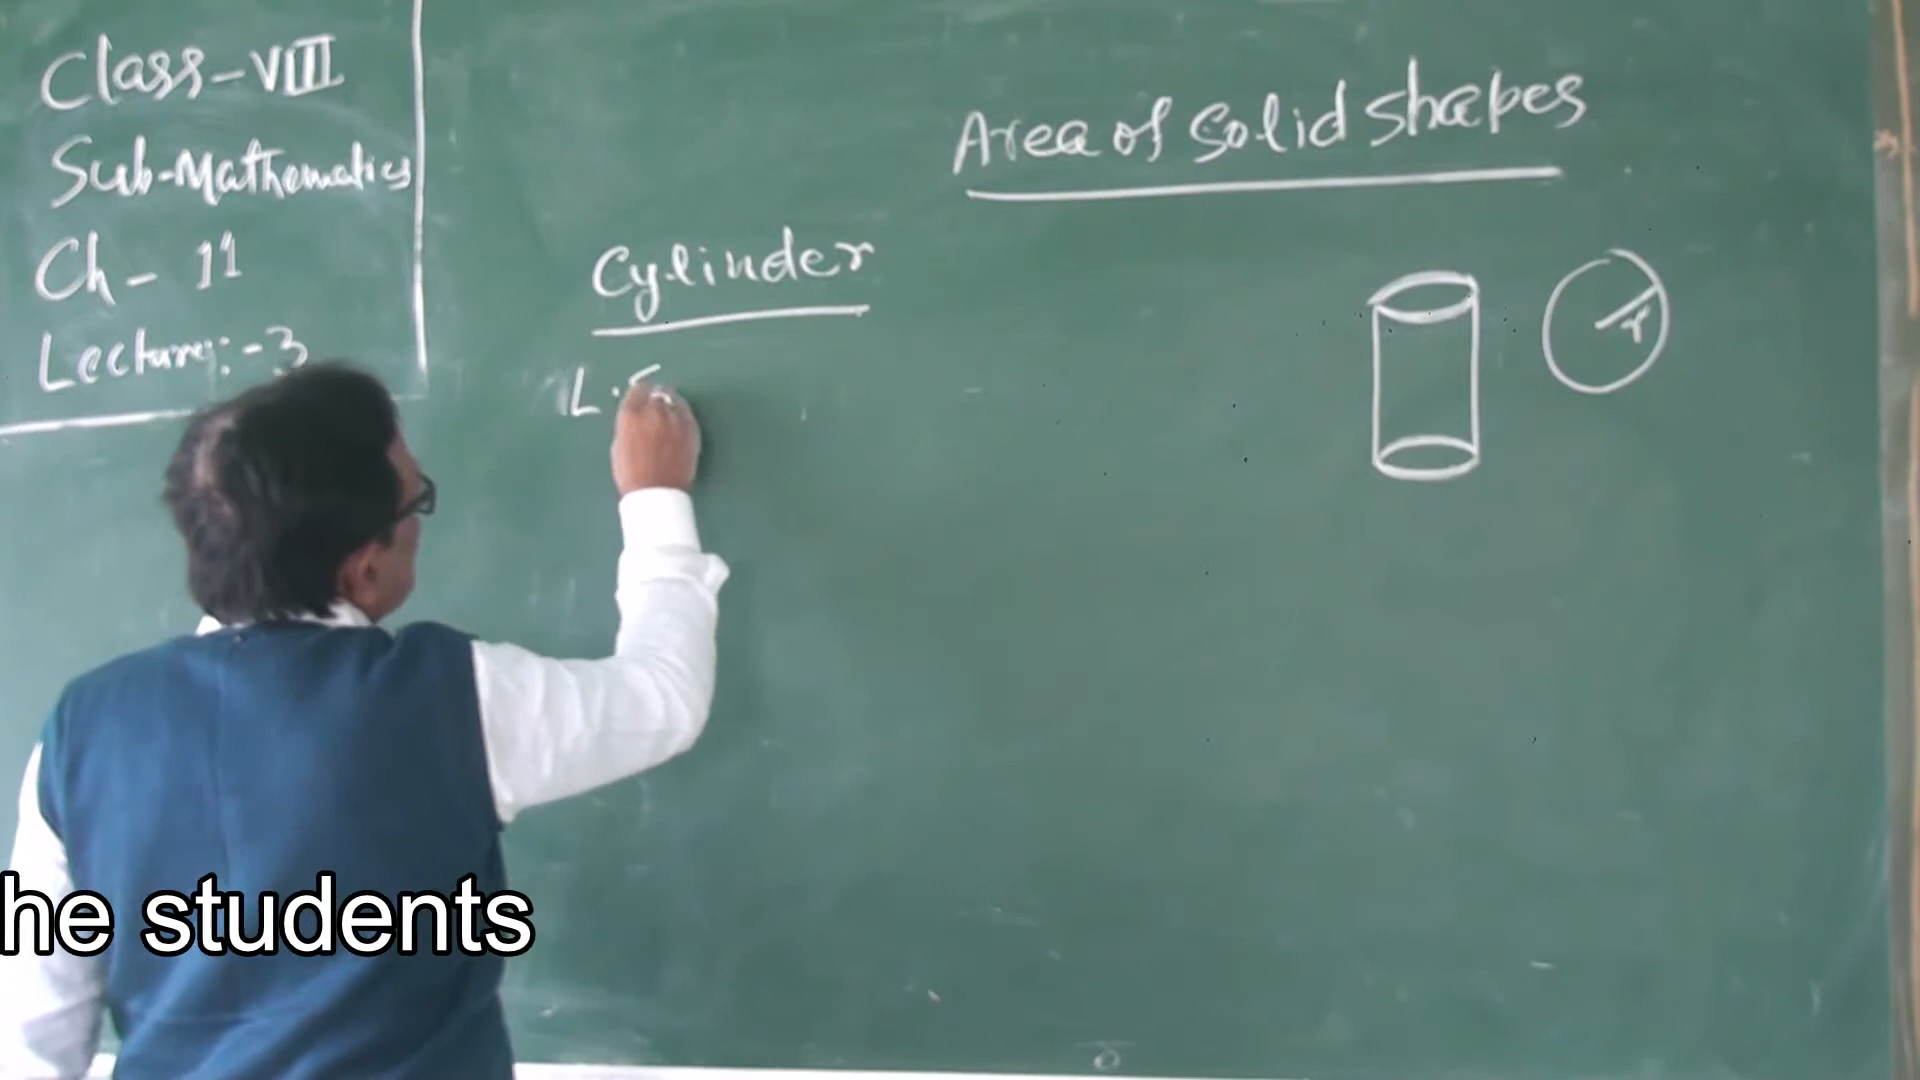 Class-VIII
Sub-Mathematics
Ch-11
Lecture:-3
Area of Solid Shapes
Cylinder
L.S
r
he students